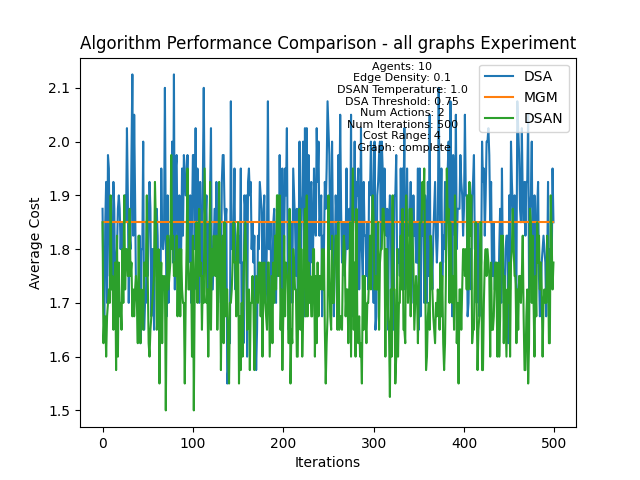 Algorithm Performance Comparison - all graphs Experiment
Agents: 10
Edge Density: 0.1
DSAN Temperature: 1.0
DSA Threshold: 0.75
Num Actions: 2
Num Iterations: 500
Cost Range: 4
Graph: complete
DSA
MGM
DSAN
Average Cost
2.1
2.0
1.9
1.8
1.7
1.6
1.5
0
100
200
300
400
500
Iterations